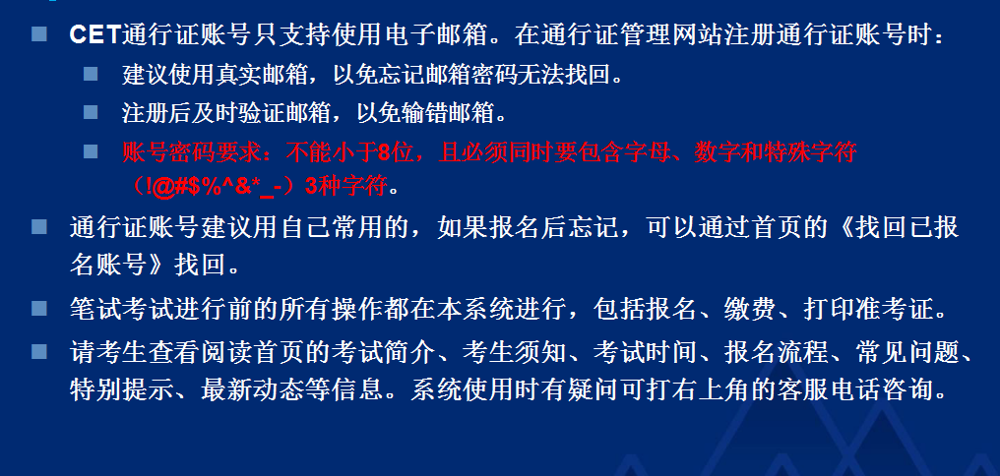 CET通行证账号只支持使用电子邮箱。在通行证管理网站注册通行证账号时：
建议使用真实邮箱，以免忘记邮箱密码无法找回。
注册后及时验证邮箱，以免输错邮箱。
账号密码要求：不能小于8位，且必须同时要包含字母、数字和特殊字符
（!@#$%^&*_-）3种字符。
通行证账号建议用自己常用的，如果报名后忘记，可以通过首页的《找回已报
名账号》找回。
笔试考试进行前的所有操作都在本系统进行，包括报名、缴费、打印准考证。
请考生查看阅读首页的考试简介、考生须知、考试时间、报名流程、常见问题、
特别提示、最新动态等信息。系统使用时有疑问可打右上角的客服电话咨询。